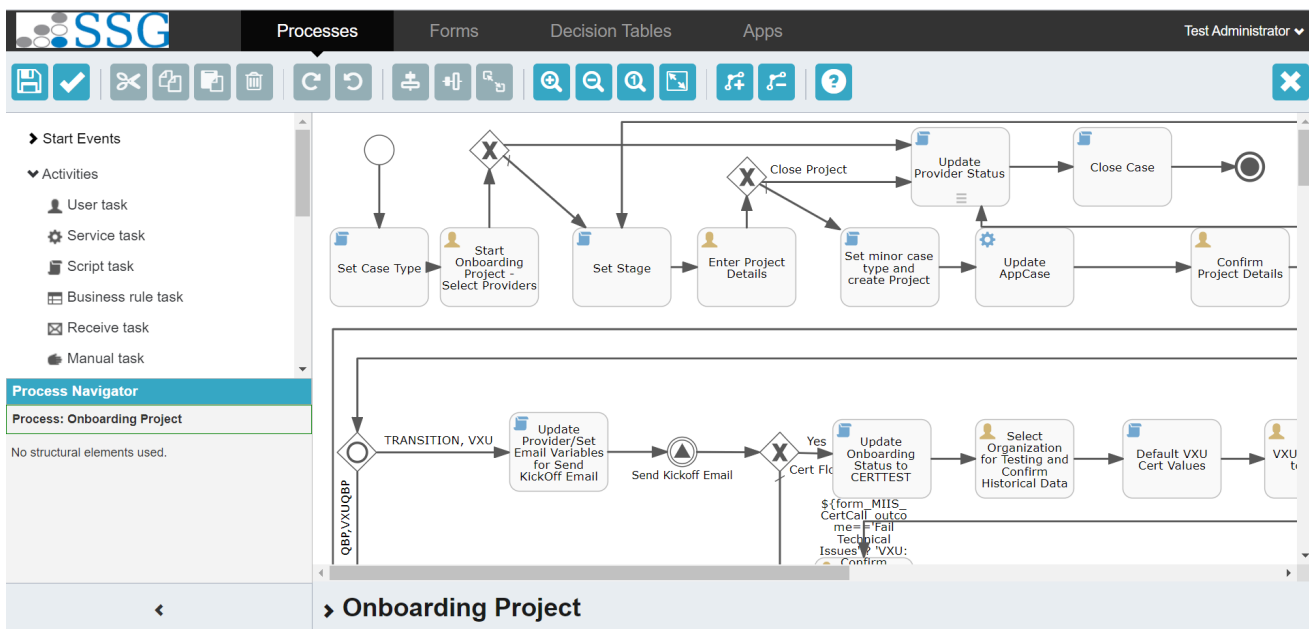 SSG
Processes
Forms
Decision Tables
Apps
Test Administrator
Start Events
Activities
User task
Service task
Script task
Business rule task
Receive task
Manual task
Process Navigator
Process: Onboarding Project
No structural elements used.
Close Project
Update
Provider Status
Close Case
Set Case Type
Start
Onboarding
Project -
Select Providers
Set Stage
Enter Project
Details
Set minor case
type and
create Project
Update
AppCase
Confirm
Project Details
TRANSITION, VXU
QBP,VXUQBP
Update
Provider/Set
Email Variables
for Send
KickOff Email
Send Kickoff Email
Yes
Cert Flo
Update
Onboarding
Status to
CERTTEST
Select
Organization
for Testing and
Confirm
Historical Data
Default VXU
Cert Values
VXU
to
${form_MIIS_
CertCall_outco
me=='Fail
Technical
Issues'? 'VXU:
Confirm
Onboarding Project